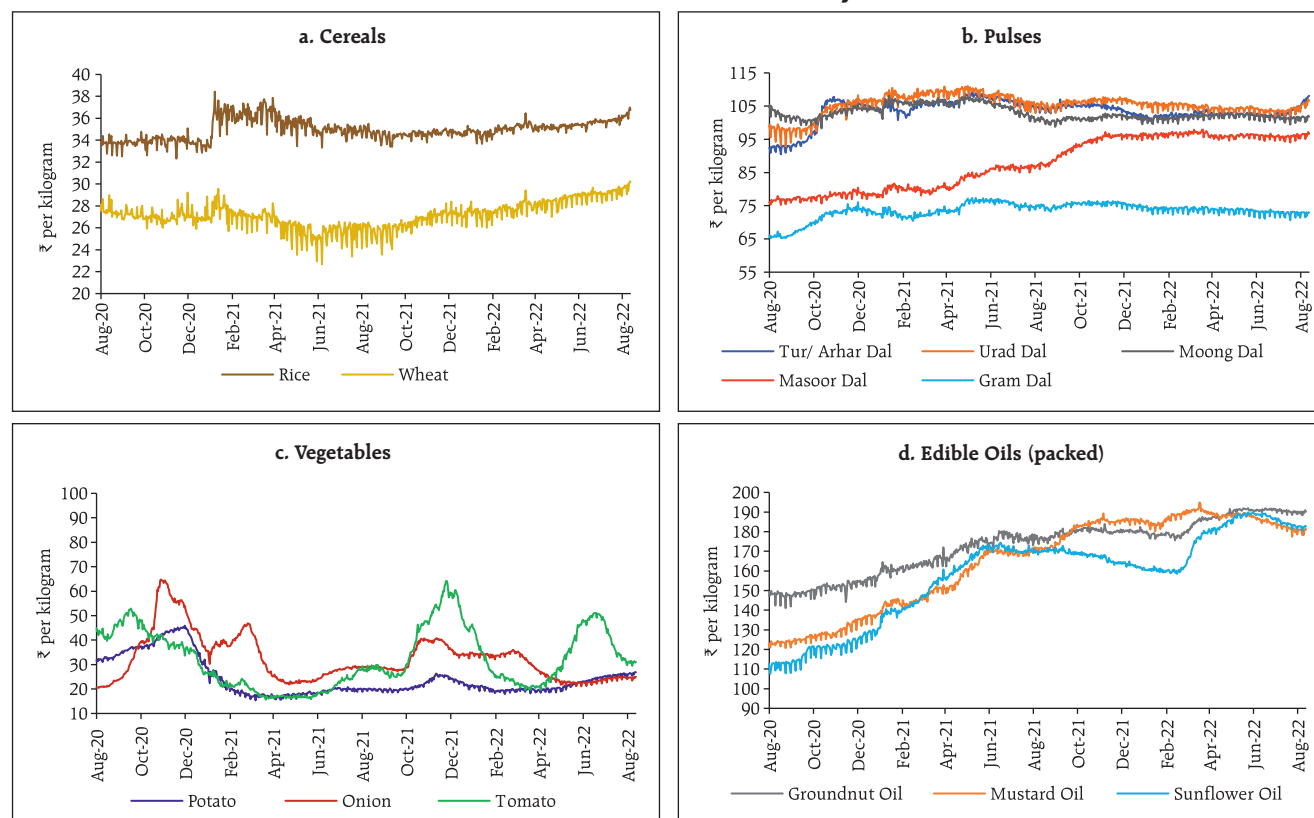 a. Cereals
₹ per kilogram
40
38
36
34
32
30
28
26
24
22
20
Aug-20
Oct-20
Dec-20
Feb-21
Apr-21
Jun-21
Aug-21
Oct-21
Dec-21
Feb-22
Apr-22
Jun-22
Aug-22
Rice
Wheat
b. Pulses
₹ per kilogram
115
105
95
85
75
65
55
Aug-20
Oct-20
Dec-20
Feb-21
Apr-21
Jun-21
Aug-21
Oct-21
Dec-21
Feb-22
Apr-22
Jun-22
Aug-22
Tur/ Arhar Dal
Urad Dal
Moong Dal
Masoor Dal
Gram Dal
c. Vegetables
₹ per kilogram
100
90
80
70
60
50
40
30
20
10
Aug-20
Oct-20
Dec-20
Feb-21
Apr-21
Jun-21
Aug-21
Oct-21
Dec-21
Feb-22
Apr-22
Jun-22
Aug-22
Potato
Onion
Tomato
d. Edible Oils (packed)
₹ per kilogram
200
190
180
170
160
150
140
130
120
110
100
90
Aug-20
Oct-20
Dec-20
Feb-21
Apr-21
Jun-21
Aug-21
Oct-21
Dec-21
Feb-22
Apr-22
Jun-22
Aug-22
Groundnut Oil
Mustard Oil
Sunflower Oil